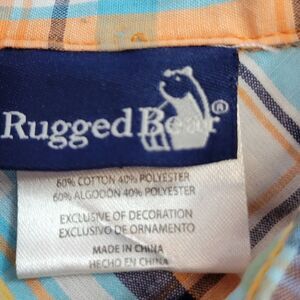 Rugged Bear®
60% COTTON 40% POLYESTER
60% ALGODÓN 40% POLYESTER
EXCLUSIVE OF DECORATION
EXCLUSIVO DE ORNAMENTO
MADE IN CHINA
HECHO EN CHINA